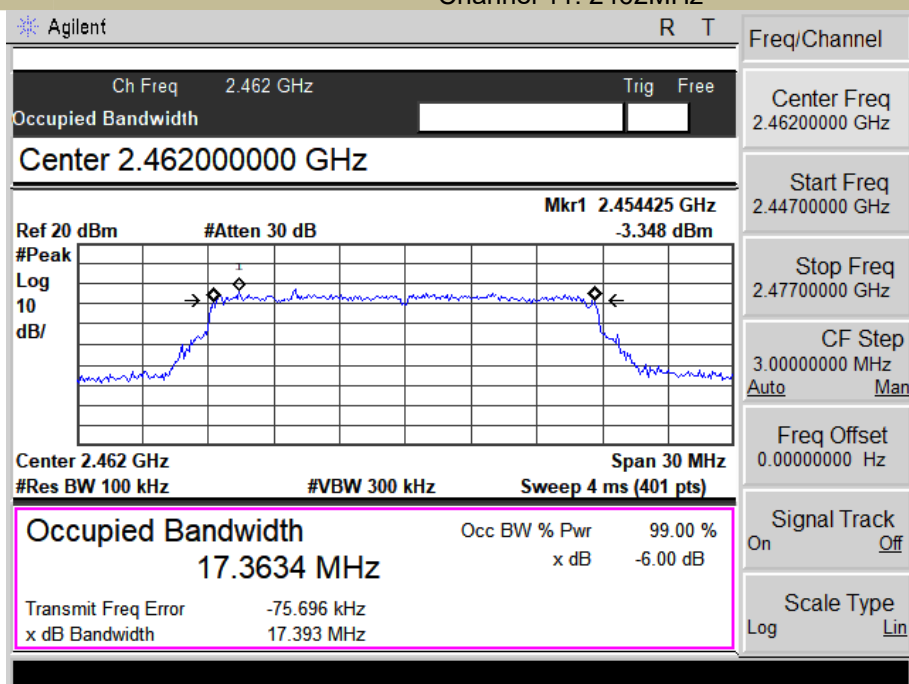 Agilent R T
Ch Freq 2.462 GHz Trig Free
Occupied Bandwidth
Center 2.462000000 GHz
Mkr1 2.454425 GHz
Ref 20 dBm #Atten 30 dB -3.348 dBm
#Peak
Log
10
dB/
1
Center 2.462 GHz Span 30 MHz
#Res BW 100 kHz #VBW 300 kHz Sweep 4 ms (401 pts)
Occupied Bandwidth Occ BW % Pwr 99.00 %
17.3634 MHz x dB -6.00 dB
Transmit Freq Error -75.696 kHz
x dB Bandwidth 17.393 MHz
Freq/Channel
Center Freq
2.46200000 GHz
Start Freq
2.44700000 GHz
Stop Freq
2.47700000 GHz
CF Step
3.00000000 MHz
Auto Man
Freq Offset
0.00000000 Hz
Signal Track
On Off
Scale Type
Log Lin